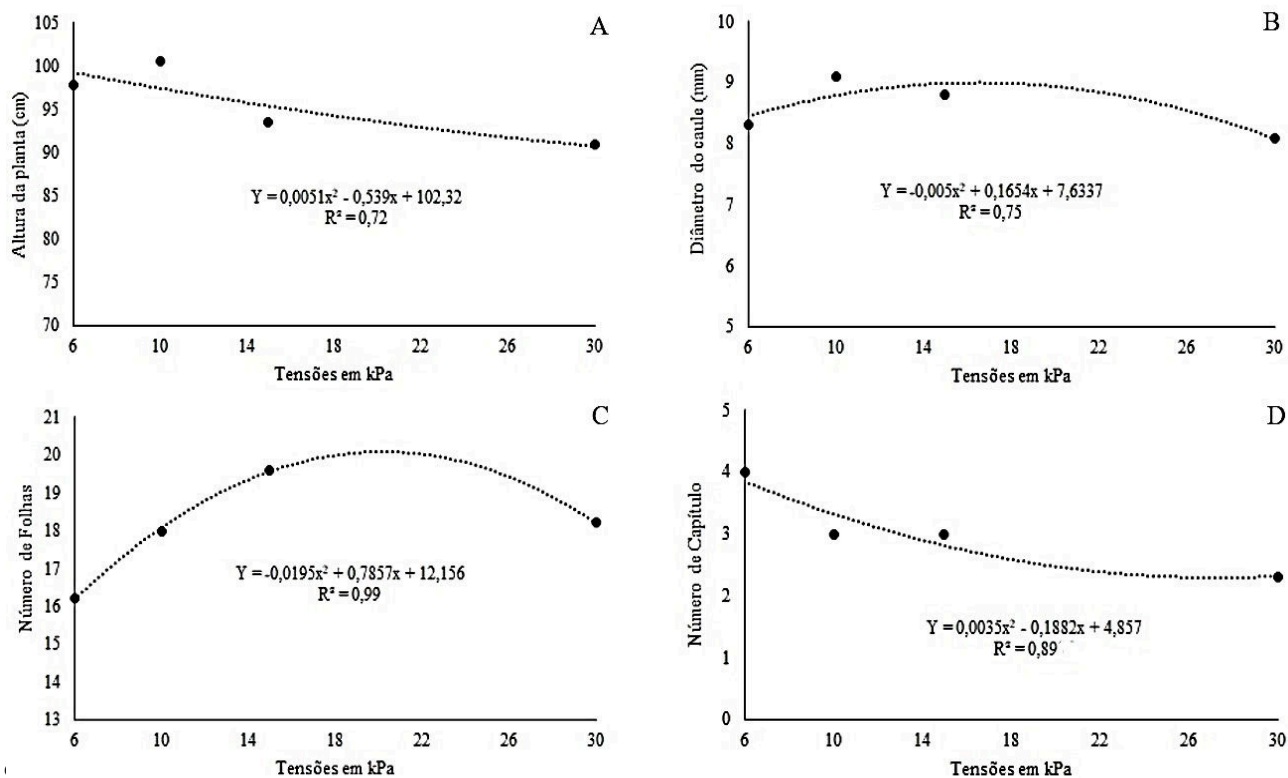 A
Altura da planta (cm)
105
100
95
90
85
80
75
70
Y = 0,0051x² - 0,539x + 102,32
R² = 0,72
6 10 14 18 22 26 30
Tensões em kPa
B
Diâmetro do caule (mm)
10
9
8
7
6
5
Y = -0,005x² + 0,1654x + 7,6337
R² = 0,75
6 10 14 18 22 26 30
Tensões em kPa
C
Número de Folhas
21
20
19
18
17
16
15
14
13
Y = -0,0195x² + 0,7857x + 12,156
R² = 0,99
6 10 14 18 22 26 30
Tensões em kPa
D
Número de Capítulo
5
4
3
2
1
0
Y = 0,0035x² - 0,1882x + 4,857
R² = 0,89
6 10 14 18 22 26 30
Tensões em kPa